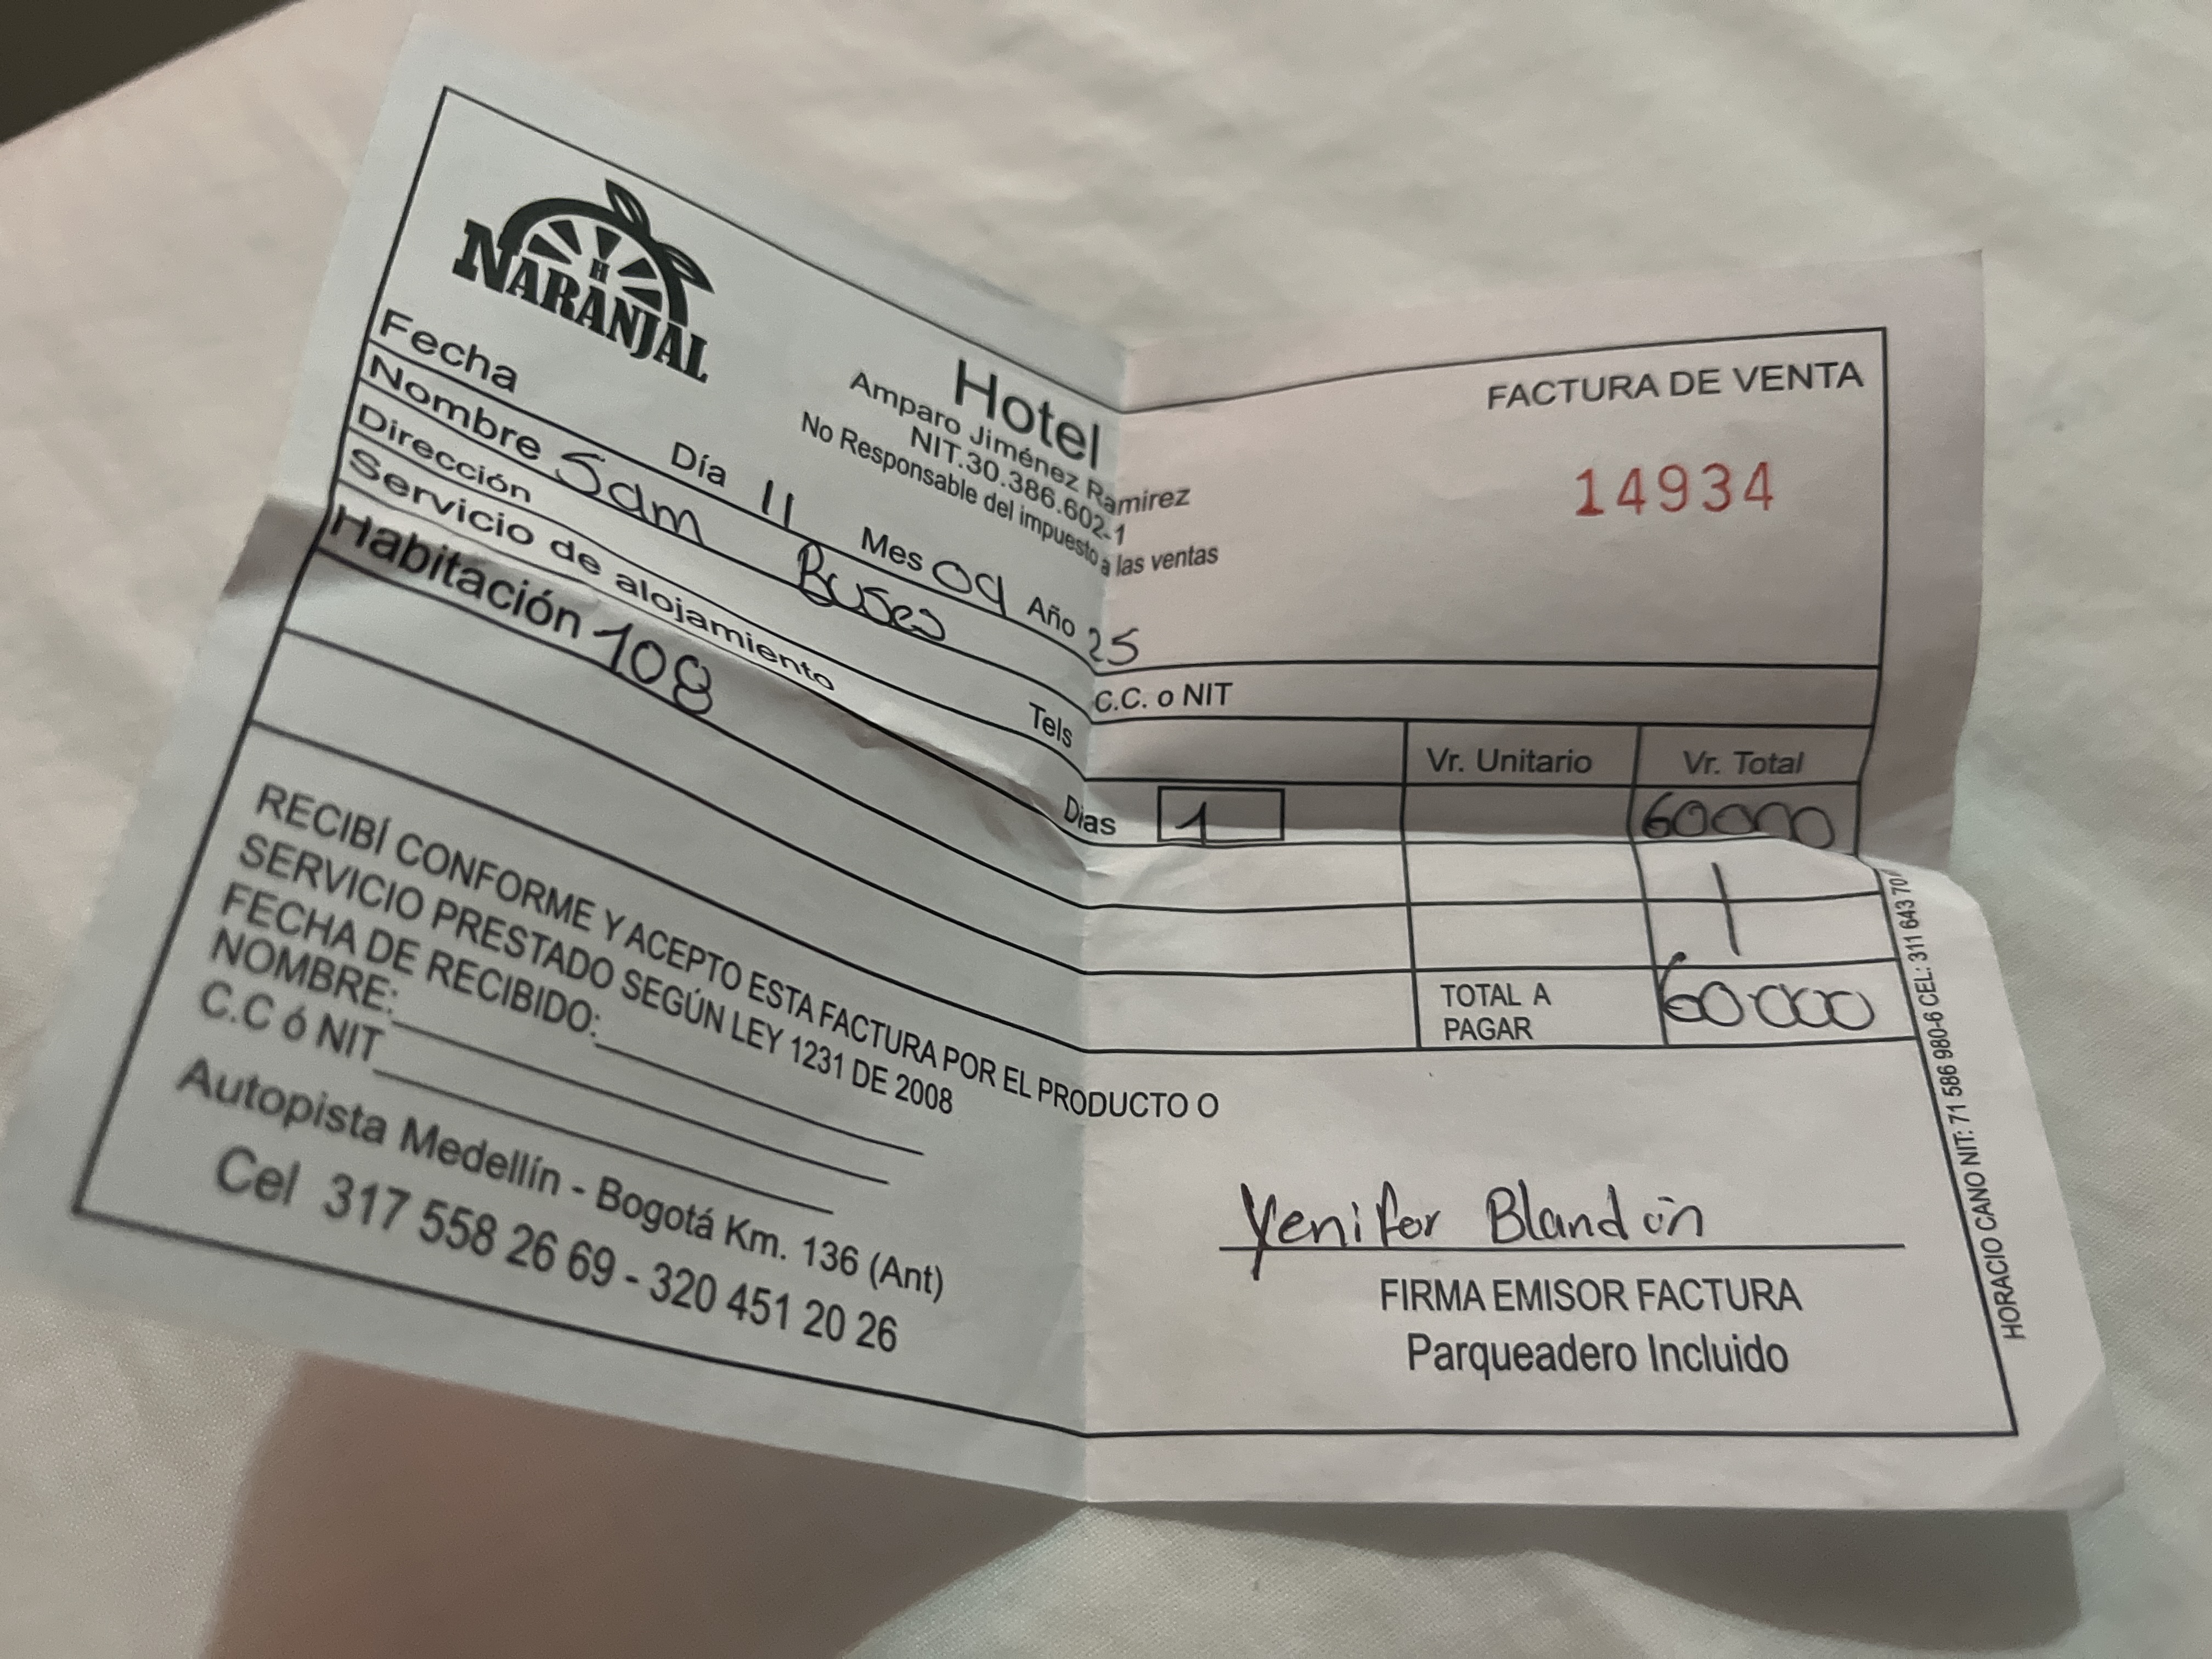 H
NARANJAL
Hotel
Amparo Jiménez Ramirez
NIT.30.386.602-1
No Responsable del impuesto a las ventas
FACTURA DE VENTA
14934
Fecha Día 11 Mes 09 Año 25
Nombre Sam C.C. o NIT
Dirección Tels
Servicio de alojamiento Vr. Unitario Vr. Total
Habitación 108 Dias 1 60000
TOTAL A PAGAR 60000
RECIBÍ CONFORME Y ACEPTO ESTA FACTURA POR EL PRODUCTO O
SERVICIO PRESTADO SEGÚN LEY 1231 DE 2008
FECHA DE RECIBIDO:
NOMBRE:
C.C ó NIT
Autopista Medellín - Bogotá Km. 136 (Ant)
Cel 317 558 26 69 - 320 451 20 26
Yenifer Blandón
FIRMA EMISOR FACTURA
Parqueadero Incluido
HORACIO CANO NIT: 71 586 980-6 CEL: 311 643 70